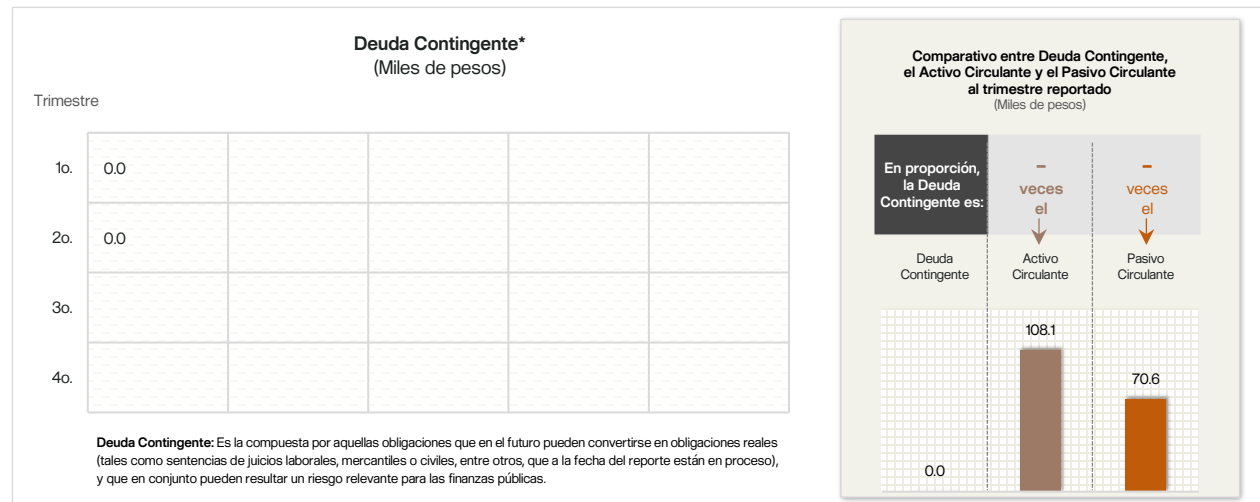 Deuda Contingente*
(Miles de pesos)
Trimestre
1o. 0.0
2o. 0.0
3o.
4o.
Deuda Contingente: Es la compuesta por aquellas obligaciones que en el futuro pueden convertirse en obligaciones reales
(tales como sentencias de juicios laborales, mercantiles o civiles, entre otros, que a la fecha del reporte están en proceso),
y que en conjunto pueden resultar un riesgo relevante para las finanzas públicas.
Comparativo entre Deuda Contingente,
el Activo Circulante y el Pasivo Circulante
al trimestre reportado
(Miles de pesos)
En proporción,
la Deuda
Contingente es:
–
veces
el
–
veces
el
Deuda
Contingente
Activo
Circulante
Pasivo
Circulante
0.0
108.1
70.6